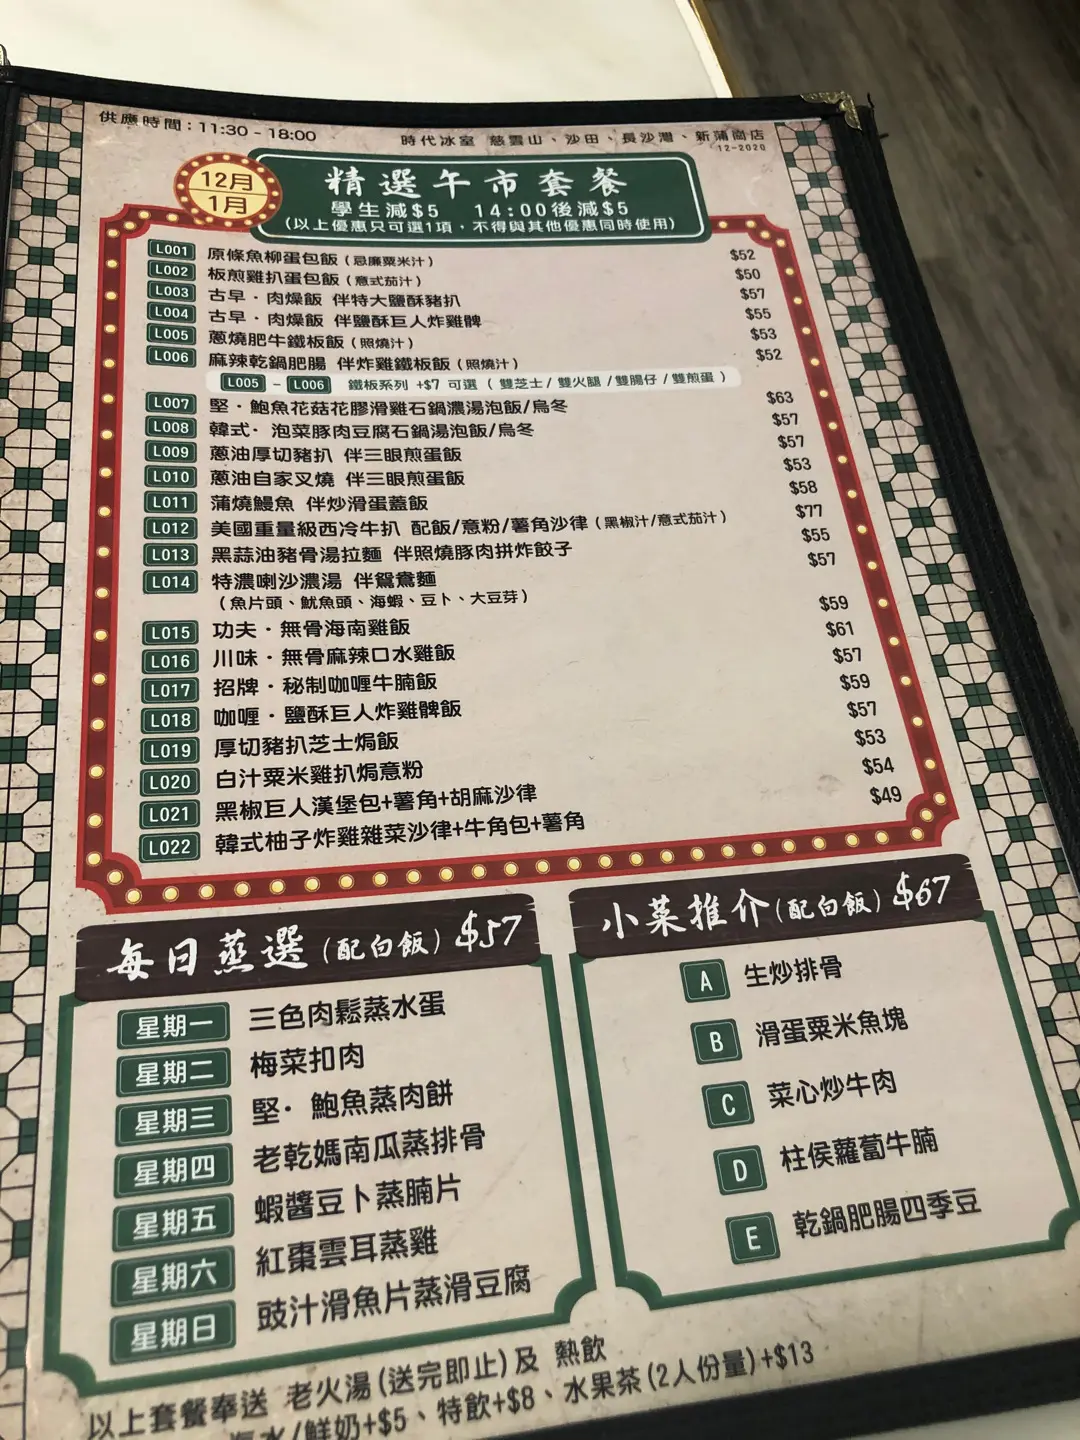 供應時間：11:30 - 18:00
時代冰室 慈雲山、沙田、長沙灣、新蒲崗店
12-2020
12月
1月
精選午市套餐
學生減$5 14:00後減$5
(以上優惠只可選1項，不得與其他優惠同時使用)
L001 原條魚柳蛋包飯（忌廉粟米汁） $52
L002 板煎雞扒蛋包飯（意式茄汁） $50
L003 古早·肉燥飯 伴特大鹽酥豬扒 $57
L004 古早·肉燥飯 伴鹽酥巨人炸雞髀 $55
L005 蔥燒肥牛鐵板飯（照燒汁） $53
L006 麻辣乾鍋肥腸 伴炸雞鐵板飯（照燒汁） $52
L005 - L006 鐵板系列 +$7 可選（雙芝士/雙火腿/雙腸仔/雙煎蛋）
L007 堅·鮑魚花菇花膠滑雞石鍋濃湯泡飯/烏冬 $63
L008 韓式·泡菜豚肉豆腐石鍋湯泡飯/烏冬 $57
L009 蔥油厚切豬扒 伴三眼煎蛋飯 $57
L010 蔥油自家叉燒 伴三眼煎蛋飯 $53
L011 蒲燒鰻魚 伴炒滑蛋蓋飯 $58
L012 美國重量級西冷牛扒 配飯/意粉/薯角沙律（黑椒汁/意式茄汁） $77
L013 黑蒜油豬骨湯拉麵 伴照燒豚肉拼炸餃子 $55
L014 特濃喇沙濃湯 伴鴛鴦麵 $57
（魚片頭、魷魚頭、海蝦、豆卜、大豆芽）
L015 功夫·無骨海南雞飯 $59
L016 川味·無骨麻辣口水雞飯 $61
L017 招牌·秘制咖喱牛腩飯 $57
L018 咖喱·鹽酥巨人炸雞髀飯 $59
L019 厚切豬扒芝士焗飯 $57
L020 白汁粟米雞扒焗意粉 $53
L021 黑椒巨人漢堡包+薯角+胡麻沙律 $54
L022 韓式柚子炸雞雜菜沙律+牛角包+薯角 $49
每日蒸選(配白飯) $57
星期一 三色肉鬆蒸水蛋
星期二 梅菜扣肉
星期三 堅·鮑魚蒸肉餅
星期四 老乾媽南瓜蒸排骨
星期五 蝦醬豆卜蒸腩片
星期六 紅棗雲耳蒸雞
星期日 豉汁滑魚片蒸滑豆腐
小菜推介(配白飯) $67
A 生炒排骨
B 滑蛋粟米魚塊
C 菜心炒牛肉
D 柱侯蘿蔔牛腩
E 乾鍋肥腸四季豆
以上套餐奉送 老火湯(送完即止)及 熱飲
/鮮奶+$5、特飲+$8、水果茶(2人份量)+$13